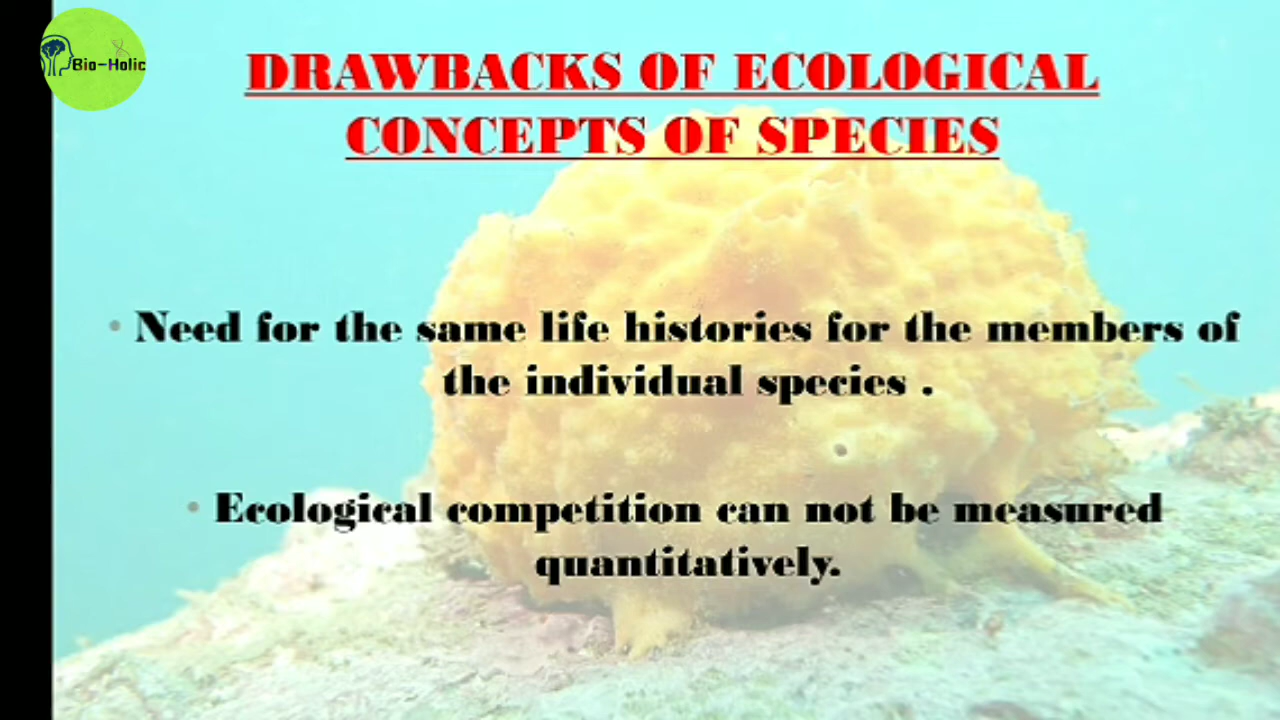 Bio-Holic
DRAWBACKS OF ECOLOGICAL
CONCEPTS OF SPECIES
• Need for the same life histories for the members of
the individual species .
• Ecological competition can not be measured
quantitatively.